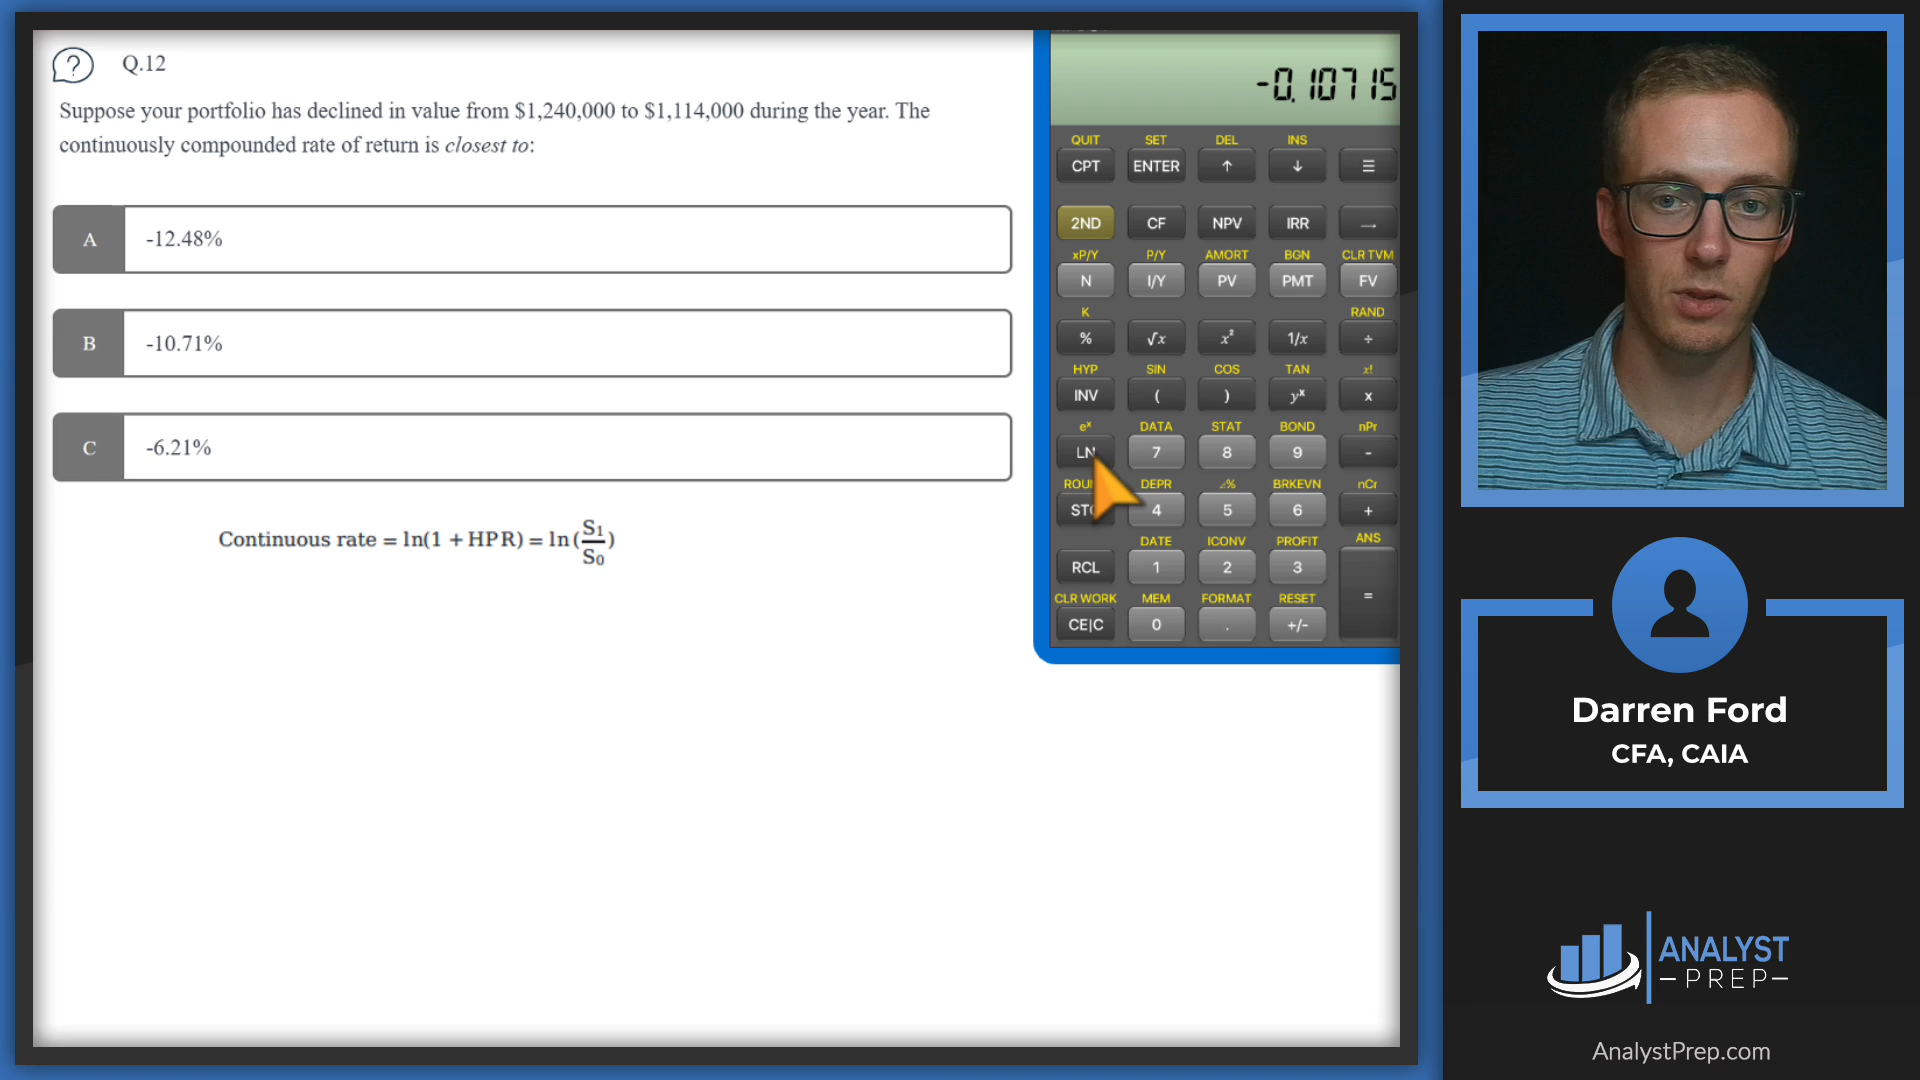 Q.12
Suppose your portfolio has declined in value from $1,240,000 to $1,114,000 during the year. The
continuously compounded rate of return is closest to:
A -12.48%
B -10.71%
C -6.21%
Continuous rate = ln(1 + HPR) = ln(S1/S0)
-0.10715
QUIT SET DEL INS
CPT ENTER ↑ ↓ ☰
2ND CF NPV IRR →
xP/Y P/Y AMORT BGN CLR TVM
N I/Y PV PMT FV
K RAND
% √x x² 1/x ÷
HYP SIN COS TAN x!
INV ( ) yˣ x
eˣ DATA STAT BOND nPr
LN 7 8 9 -
DEPR ⊿% BRKEVN nCr
4 5 6 +
DATE ICONV PROFIT ANS
RCL 1 2 3 =
CLR WORK MEM FORMAT RESET
CE|C 0 . +/-
Darren Ford
CFA, CAIA
ANALYST
PREP
AnalystPrep.com